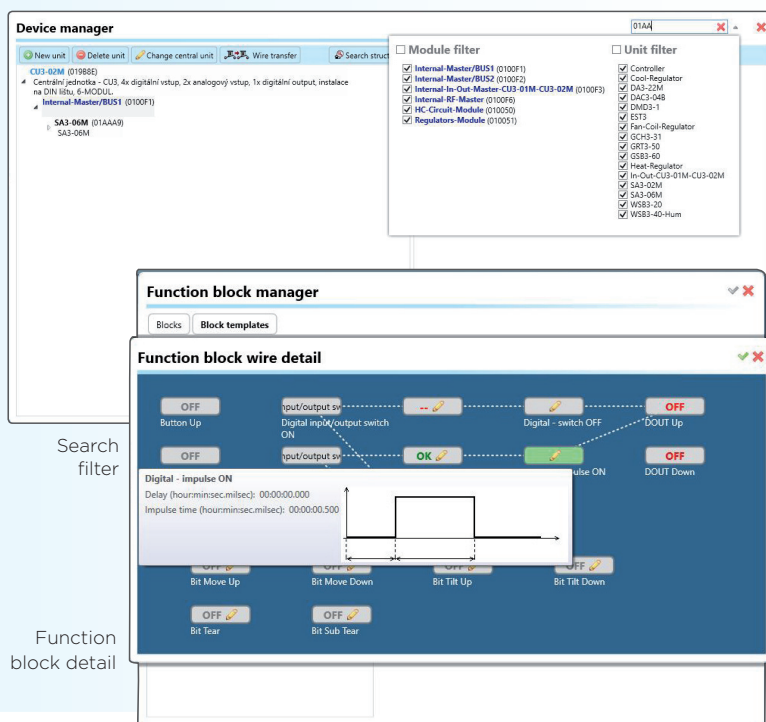 Device manager
01AA
New unit Delete unit Change central unit Wire transfer Search struct
CU3-02M (019B8E)
Centrální jednotka - CU3, 4x digitální vstup, 2x analogový vstup, 1x digitální output, instalace
na DIN lištu, 6-MODUL.
Internal-Master/BUS1 (0100F1)
SA3-06M (01AAA9)
SA3-06M
Module filter
Internal-Master/BUS1 (0100F1)
Internal-Master/BUS2 (0100F2)
Internal-In-Out-Master-CU3-01M-CU3-02M (0100F3)
Internal-RF-Master (0100F6)
HC-Circuit-Module (010050)
Regulators-Module (010051)
Unit filter
Controller
Cool-Regulator
DA3-22M
DAC3-04B
DMD3-1
EST3
Fan-Coil-Regulator
GCH3-31
GRT3-50
GSB3-60
Heat-Regulator
In-Out-CU3-01M-CU3-02M
SA3-02M
SA3-06M
WSB3-20
WSB3-40-Hum
Function block manager
Blocks Block templates
Function block wire detail
OFF nput/output sw -- OFF
Button Up Digital input/output switch Digital - switch OFF DOUT Up
ON
OFF nput/output sw OK OFF
ulse ON DOUT Down
Digital - impulse ON
Delay (hour:min:sec.milsec): 00:00:00.000
Impulse time (hour:min:sec.milsec): 00:00:00.500
OFF OFF OFF OFF
Bit Move Up Bit Move Down Bit Tilt Up Bit Tilt Down
OFF OFF
Bit Tear Bit Sub Tear
Search
filter
Function
block detail